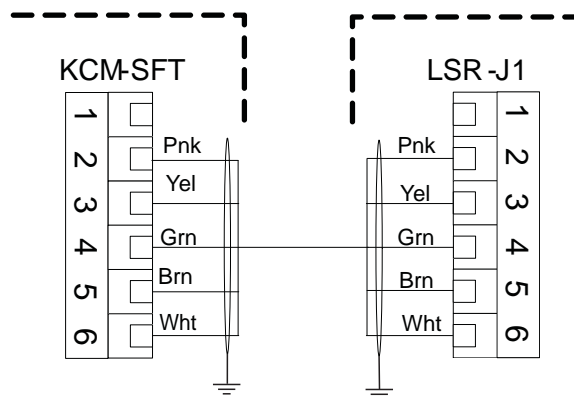 KCM-SFT
1
2
3
4
5
6
Pnk
Yel
Grn
Brn
Wht
LSR-J1
Pnk
Yel
Grn
Brn
Wht
1
2
3
4
5
6